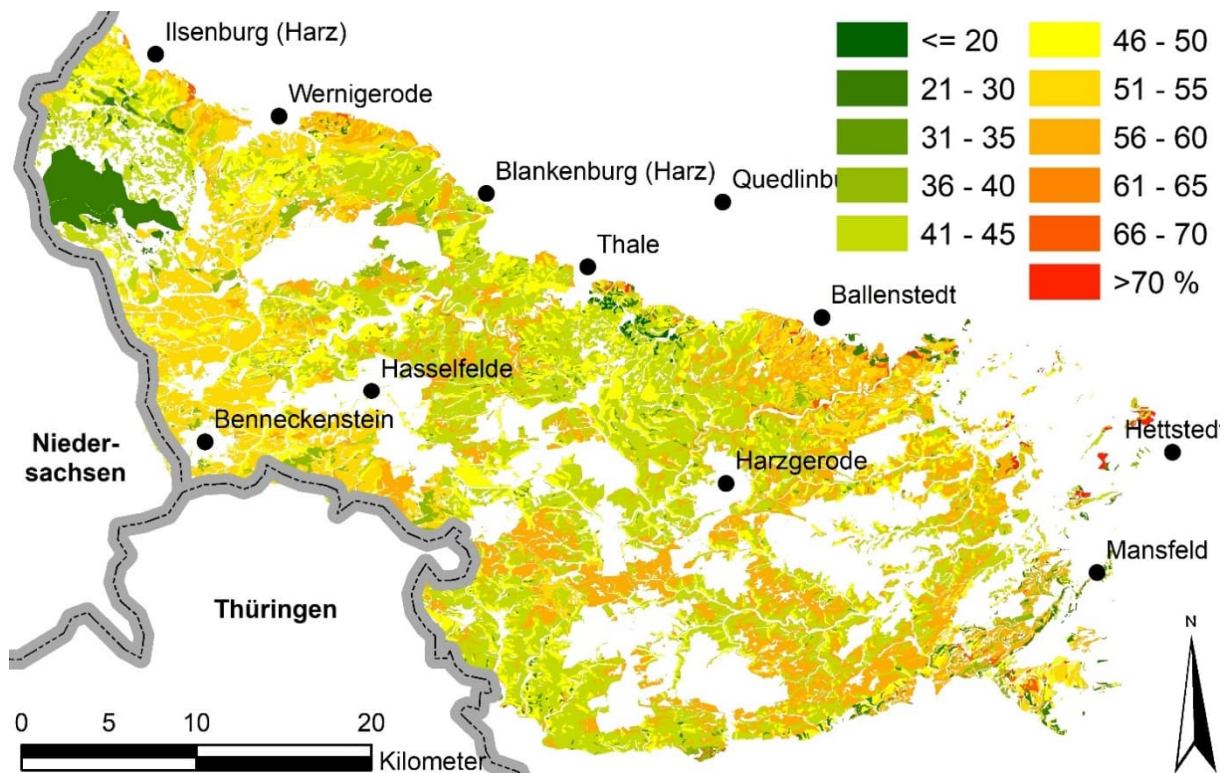 Ilsenburg (Harz)
Wernigerode
Blankenburg (Harz)
Quedlinbu
Thale
Ballenstedt
Hasselfelde
Benneckenstein
Harzgerode
Hettstedt
Mansfeld
Nieder-
sachsen
Thüringen
<= 20
21 - 30
31 - 35
36 - 40
41 - 45
46 - 50
51 - 55
56 - 60
61 - 65
66 - 70
>70 %
0 5 10 20
Kilometer
N